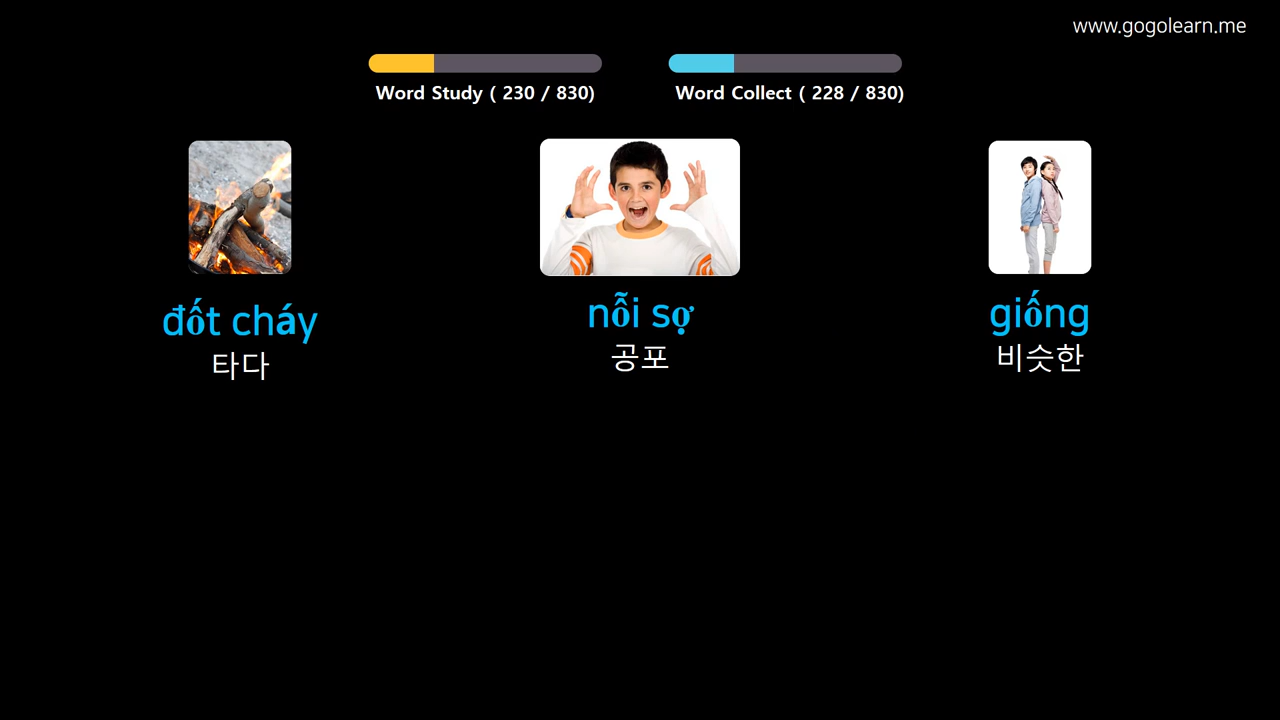 www.gogolearn.me
Word Study ( 230 / 830)
Word Collect ( 228 / 830)
đốt cháy
타다
nỗi sợ
공포
giống
비슷한